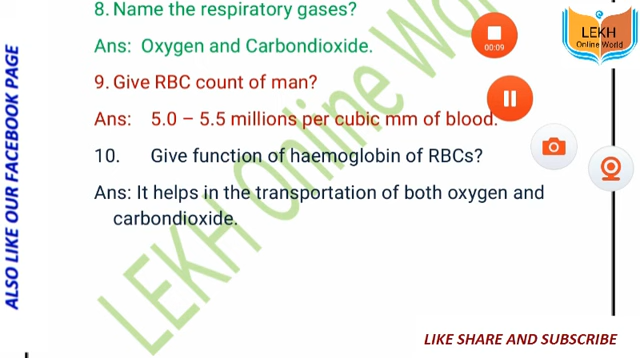 8. Name the respiratory gases?
Ans: Oxygen and Carbondioxide.
9. Give RBC count of man?
Ans: 5.0 – 5.5 millions per cubic mm of blood.
10. Give function of haemoglobin of RBCs?
Ans: It helps in the transportation of both oxygen and
carbondioxide.
LEKH Online World
ALSO LIKE OUR FACEBOOK PAGE
00:09
LEKH
Online World
LIKE SHARE AND SUBSCRIBE